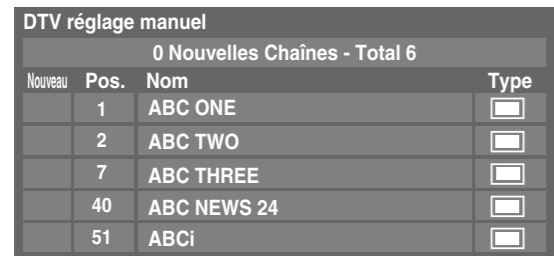 DTV réglage manuel
0 Nouvelles Chaînes - Total 6
Nouveau Pos. Nom Type
1 ABC ONE
2 ABC TWO
7 ABC THREE
40 ABC NEWS 24
51 ABCi